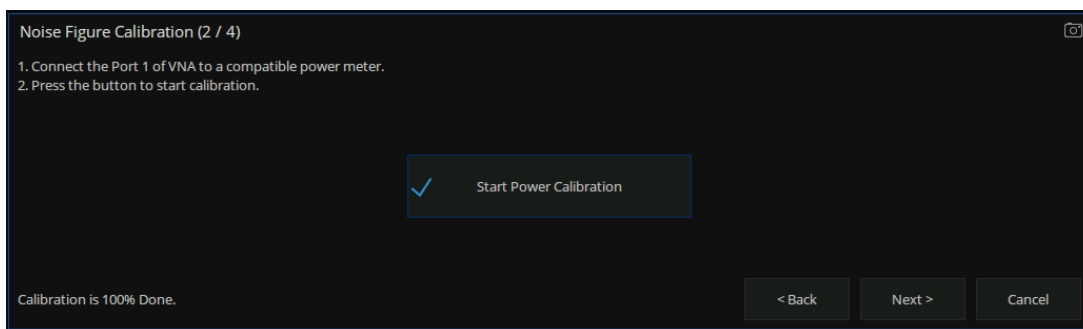 Noise Figure Calibration (2 / 4)
1. Connect the Port 1 of VNA to a compatible power meter.
2. Press the button to start calibration.
Start Power Calibration
Calibration is 100% Done.
< Back
Next >
Cancel